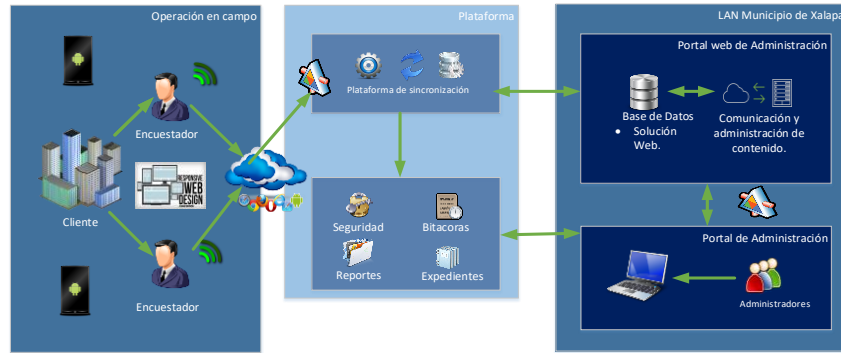 Operación en campo
Encuestador
RESPONSIVE
WEB
DESIGN
Cliente
Encuestador
Plataforma
Plataforma de sincronización
Seguridad
Bitacoras
Reportes
Expedientes
LAN Municipio de Xalapa
Portal web de Administración
Base de Datos
• Solución
Web.
Comunicación y
administración de
contenido.
Portal de Administración
Administradores